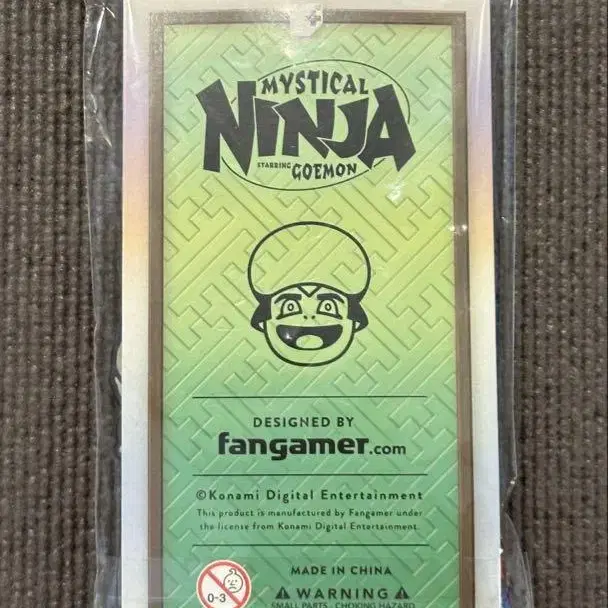 MYSTICAL
NINJA
STARRING GOEMON
DESIGNED BY
fangamer.com
©Konami Digital Entertainment
This product is manufactured by Fangamer under
the license from Konami Digital Entertainment.
MADE IN CHINA
0-3
WARNING
SMALL PARTS - CHOKING HAZARD